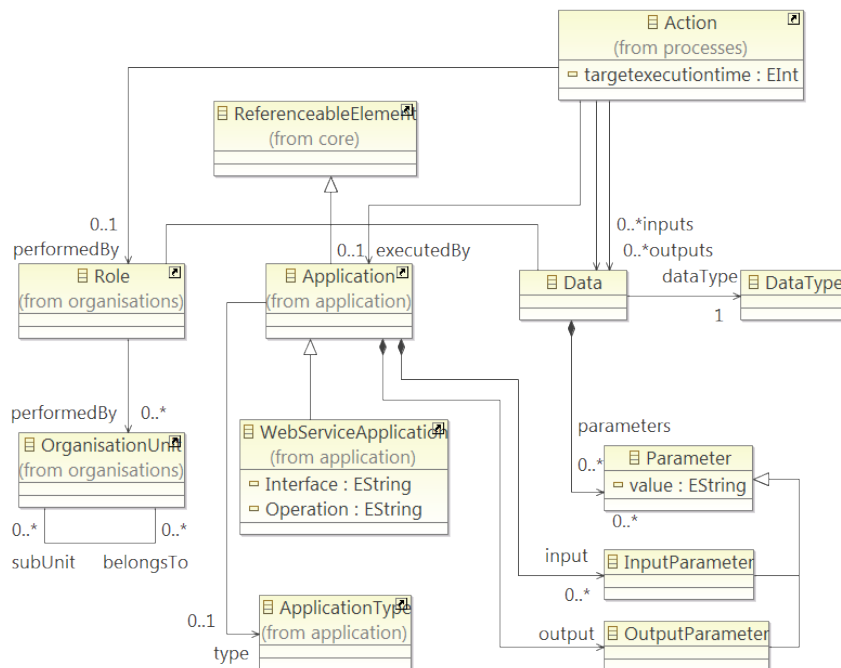 Action
(from processes)
targetexecutiontime : EInt
ReferenceableElement
(from core)
0..1
performedBy
0..1 executedBy
0..*inputs
0..*outputs
Role
(from organisations)
Application
(from application)
Data
dataType
1
DataType
performedBy 0..*
OrganisationUnit
(from organisations)
0..* 0..*
subUnit belongsTo
WebServiceApplication
(from application)
Interface : EString
Operation : EString
parameters
0..*
Parameter
value : EString
0..*
input
0..*
InputParameter
output
OutputParameter
0..1
type
ApplicationType
(from application)